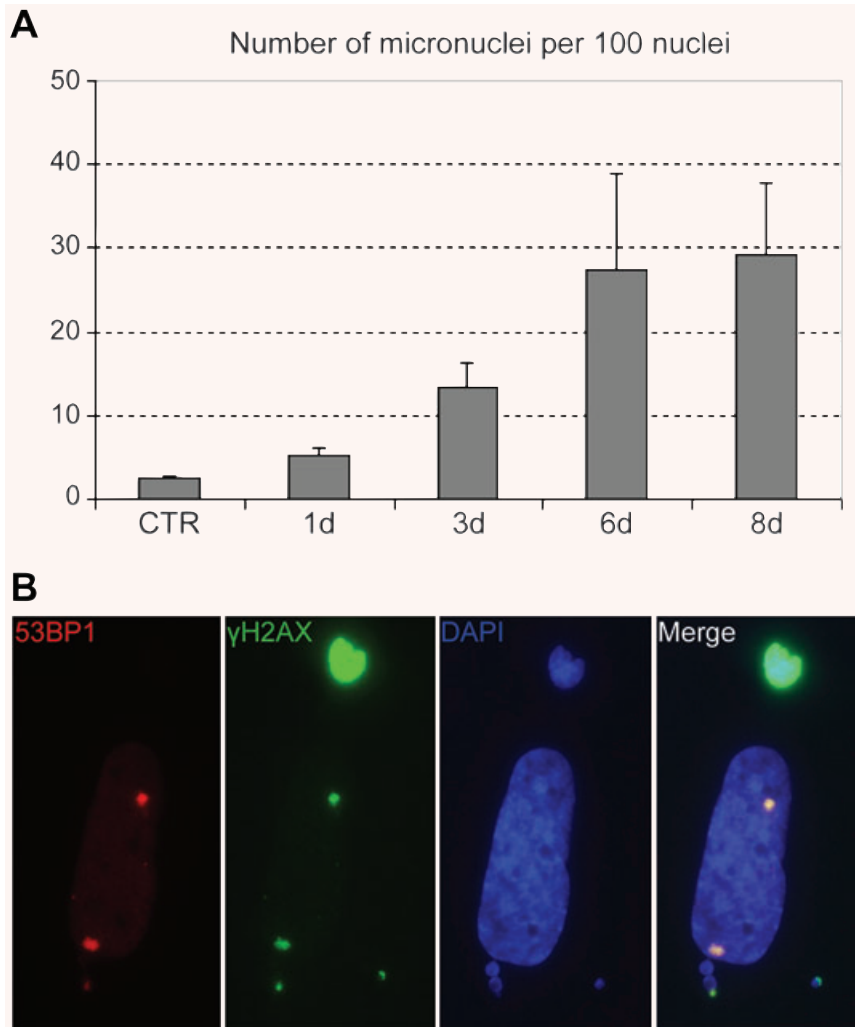 A
Number of micronuclei per 100 nuclei
50
40
30
20
10
0
CTR 1d 3d 6d 8d
B
53BP1 γH2AX DAPI Merge